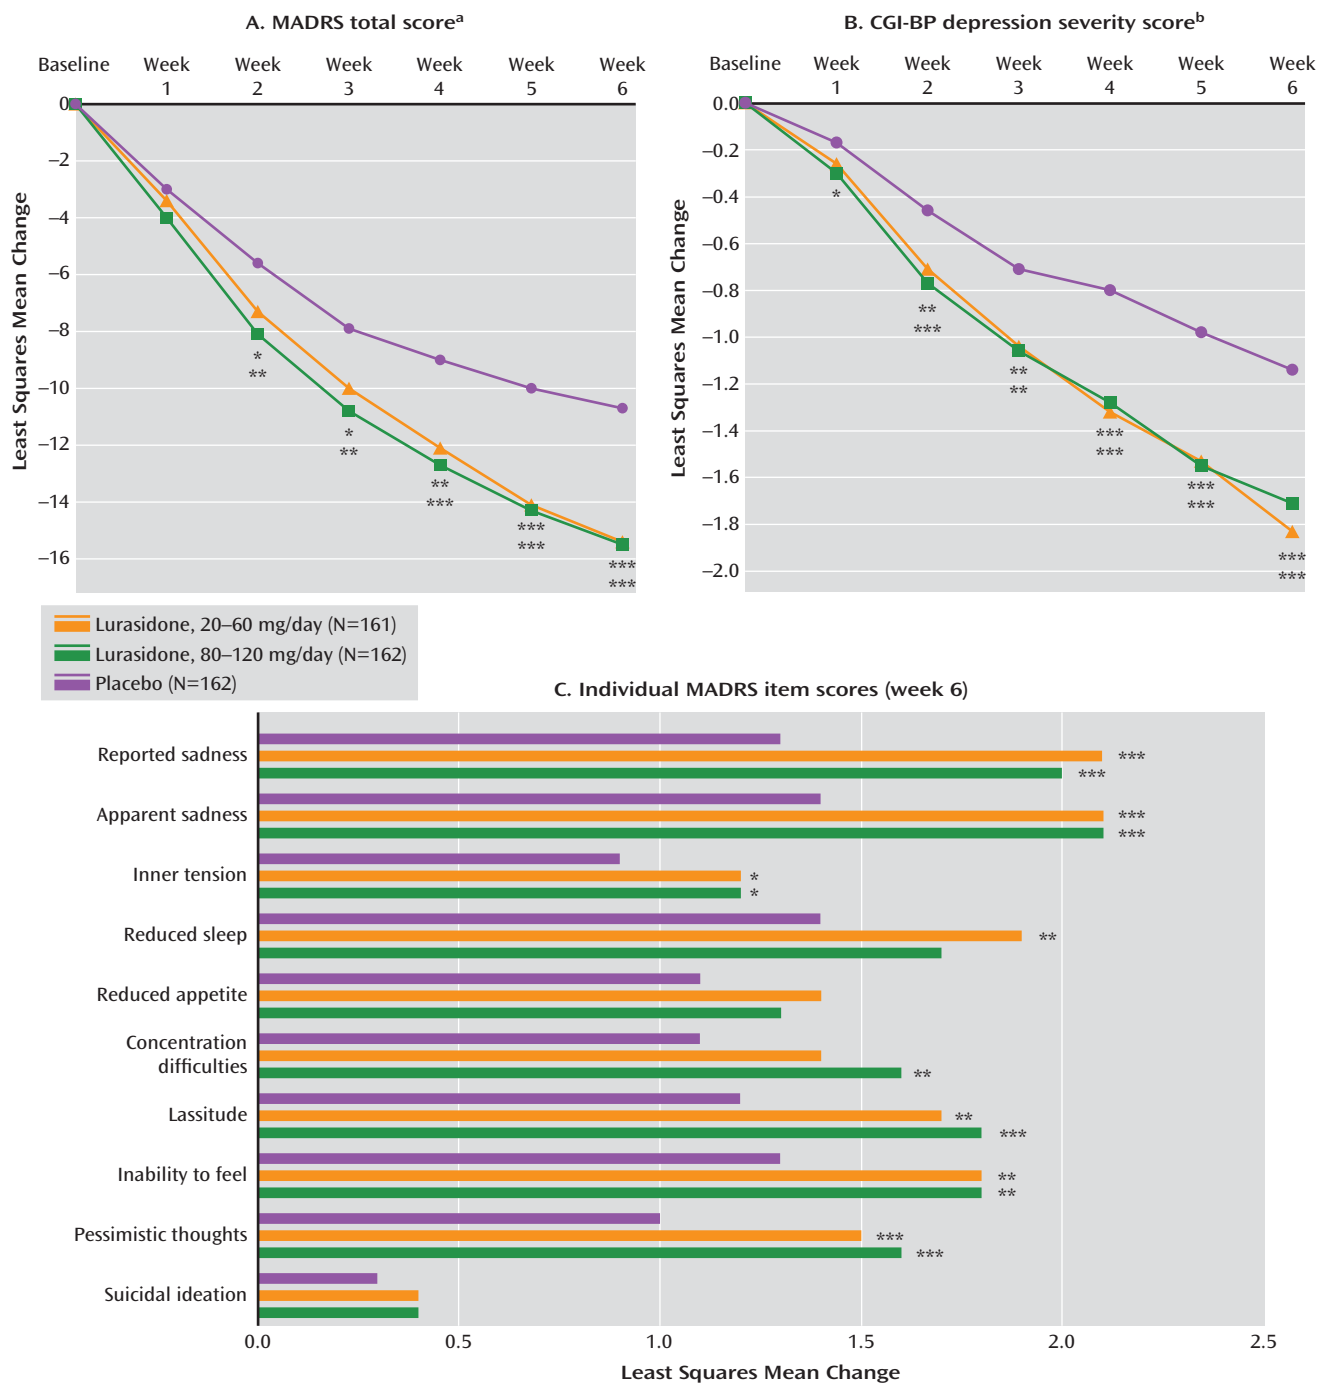 A. MADRS total scoreᵃ
Baseline Week 1 Week 2 Week 3 Week 4 Week 5 Week 6
Least Squares Mean Change
0
–2
–4
–6
–8
–10
–12
–14
–16
*
**
*
**
**
***
***
***
***
***
B. CGI-BP depression severity scoreᵇ
Baseline Week 1 Week 2 Week 3 Week 4 Week 5 Week 6
Least Squares Mean Change
0.0
–0.2
–0.4
–0.6
–0.8
–1.0
–1.2
–1.4
–1.6
–1.8
–2.0
*
**
***
**
**
***
***
***
***
***
***
Lurasidone, 20–60 mg/day (N=161)
Lurasidone, 80–120 mg/day (N=162)
Placebo (N=162)
C. Individual MADRS item scores (week 6)
Reported sadness
***
***
Apparent sadness
***
***
Inner tension
*
*
Reduced sleep
**
Reduced appetite
Concentration
difficulties
**
Lassitude
**
***
Inability to feel
**
**
Pessimistic thoughts
***
***
Suicidal ideation
0.0 0.5 1.0 1.5 2.0 2.5
Least Squares Mean Change